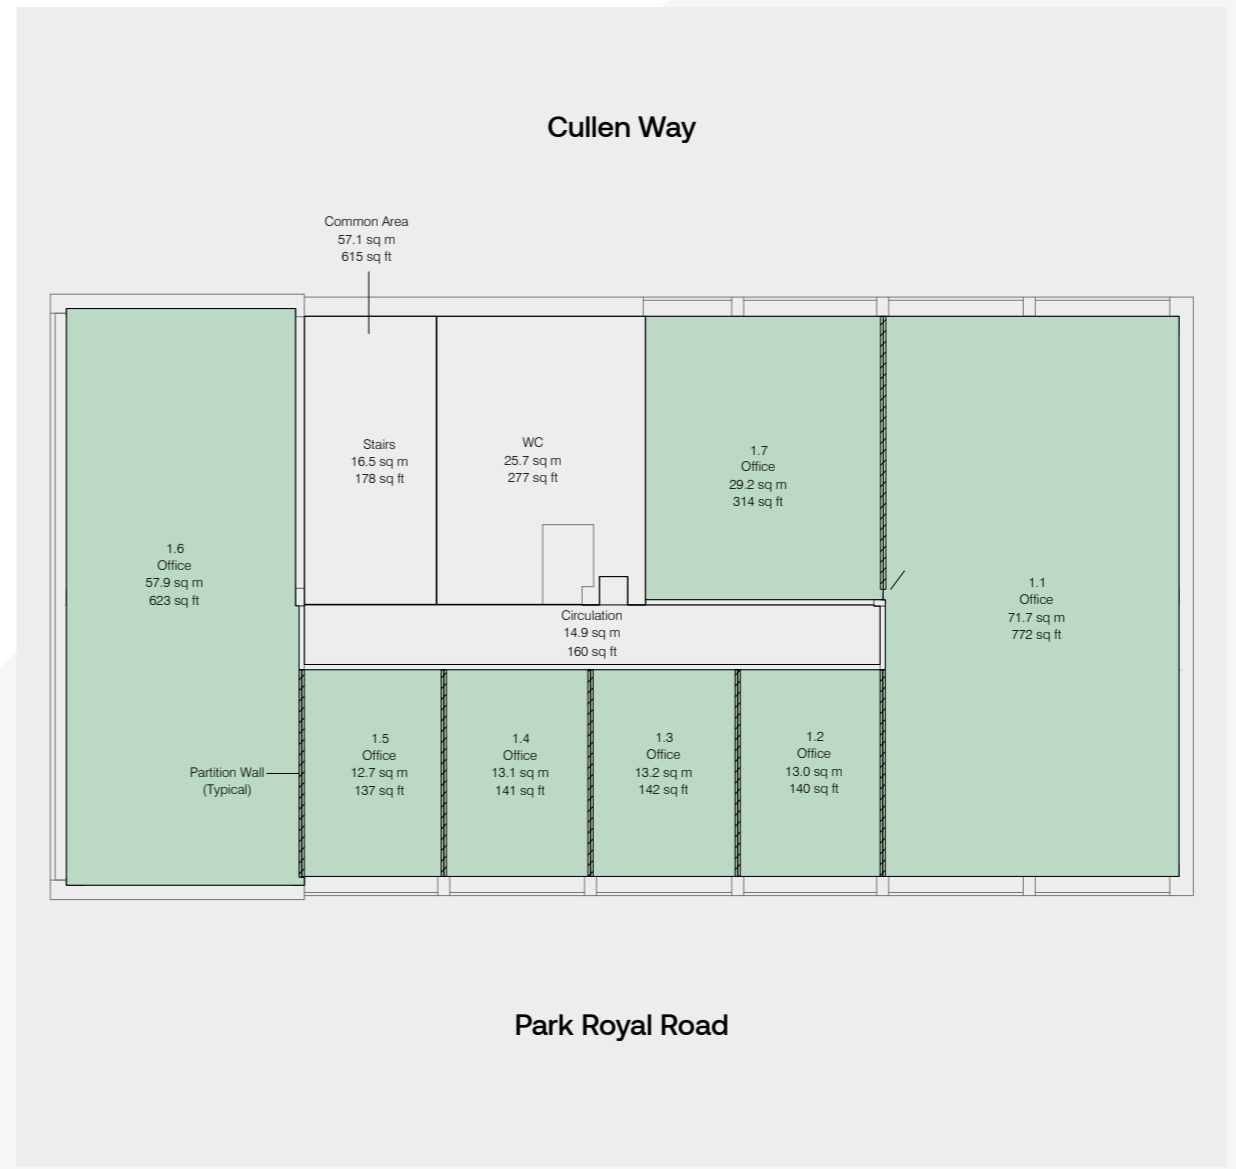 Cullen Way
Common Area
57.1 sq m
615 sq ft
Stairs
16.5 sq m
178 sq ft
WC
25.7 sq m
277 sq ft
1.7
Office
29.2 sq m
314 sq ft
1.6
Office
57.9 sq m
623 sq ft
1.1
Office
71.7 sq m
772 sq ft
Circulation
14.9 sq m
160 sq ft
Partition Wall
(Typical)
1.5
Office
12.7 sq m
137 sq ft
1.4
Office
13.1 sq m
141 sq ft
1.3
Office
13.2 sq m
142 sq ft
1.2
Office
13.0 sq m
140 sq ft
Park Royal Road